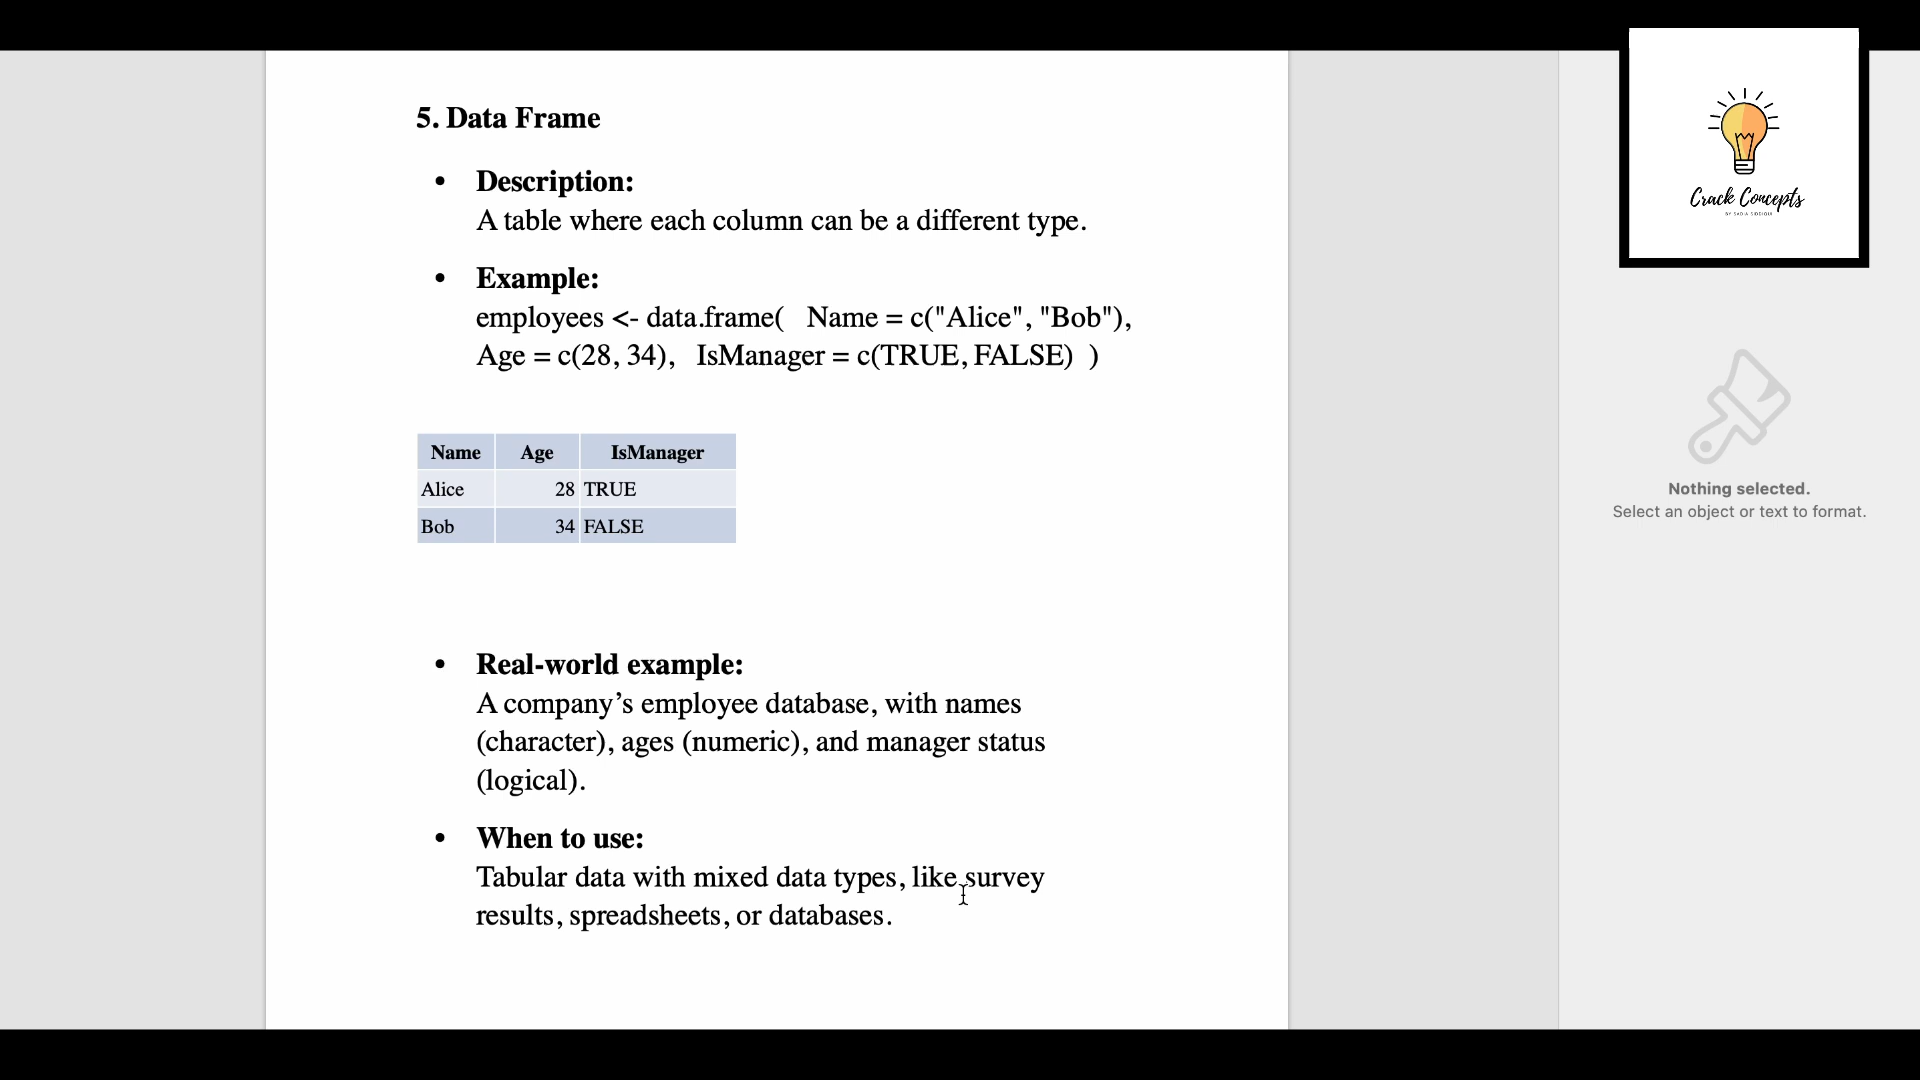 5. Data Frame
• Description:
A table where each column can be a different type.
• Example:
employees <- data.frame(   Name = c("Alice", "Bob"),
Age = c(28, 34),   IsManager = c(TRUE, FALSE)  )
Name Age IsManager
Alice 28 TRUE
Bob 34 FALSE
• Real-world example:
A company’s employee database, with names
(character), ages (numeric), and manager status
(logical).
• When to use:
Tabular data with mixed data types, like survey
results, spreadsheets, or databases.
Crack Concepts
BY SADIA SIDDIQUI
Nothing selected.
Select an object or text to format.